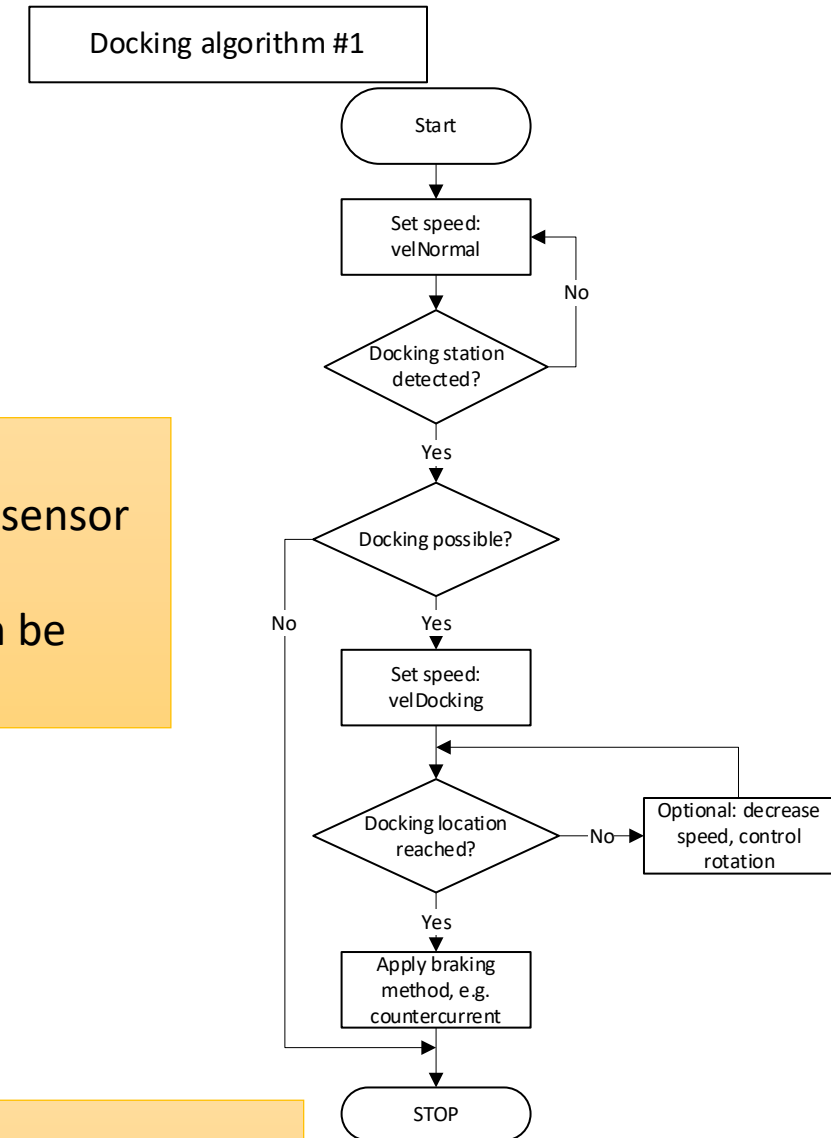 Docking algorithm #1
Start
Set speed:
velNormal
No
Docking station
detected?
Yes
sensor
be
Docking possible?
No
Yes
Set speed:
velDocking
Docking location
reached?
No
Optional: decrease
speed, control
rotation
Yes
Apply braking
method, e.g.
countercurrent
STOP